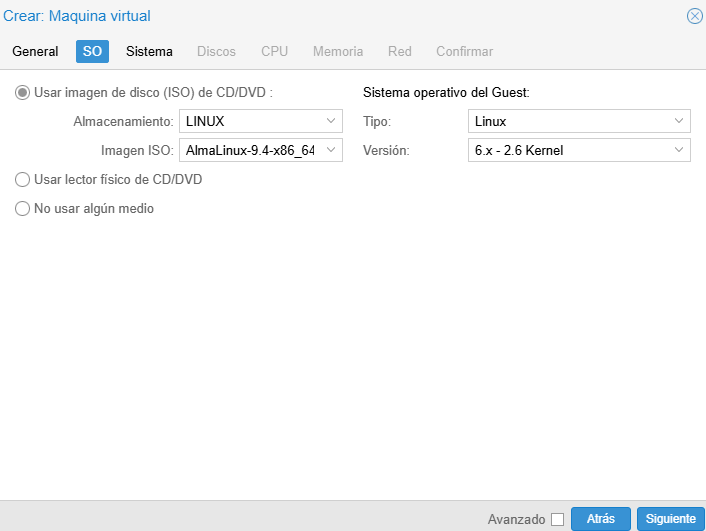 Crear: Maquina virtual
General SO Sistema Discos CPU Memoria Red Confirmar
Usar imagen de disco (ISO) de CD/DVD : Sistema operativo del Guest:
Almacenamiento: LINUX Tipo: Linux
Imagen ISO: AlmaLinux-9.4-x86_64 Versión: 6.x - 2.6 Kernel
Usar lector físico de CD/DVD
No usar algún medio
Avanzado Atrás Siguiente